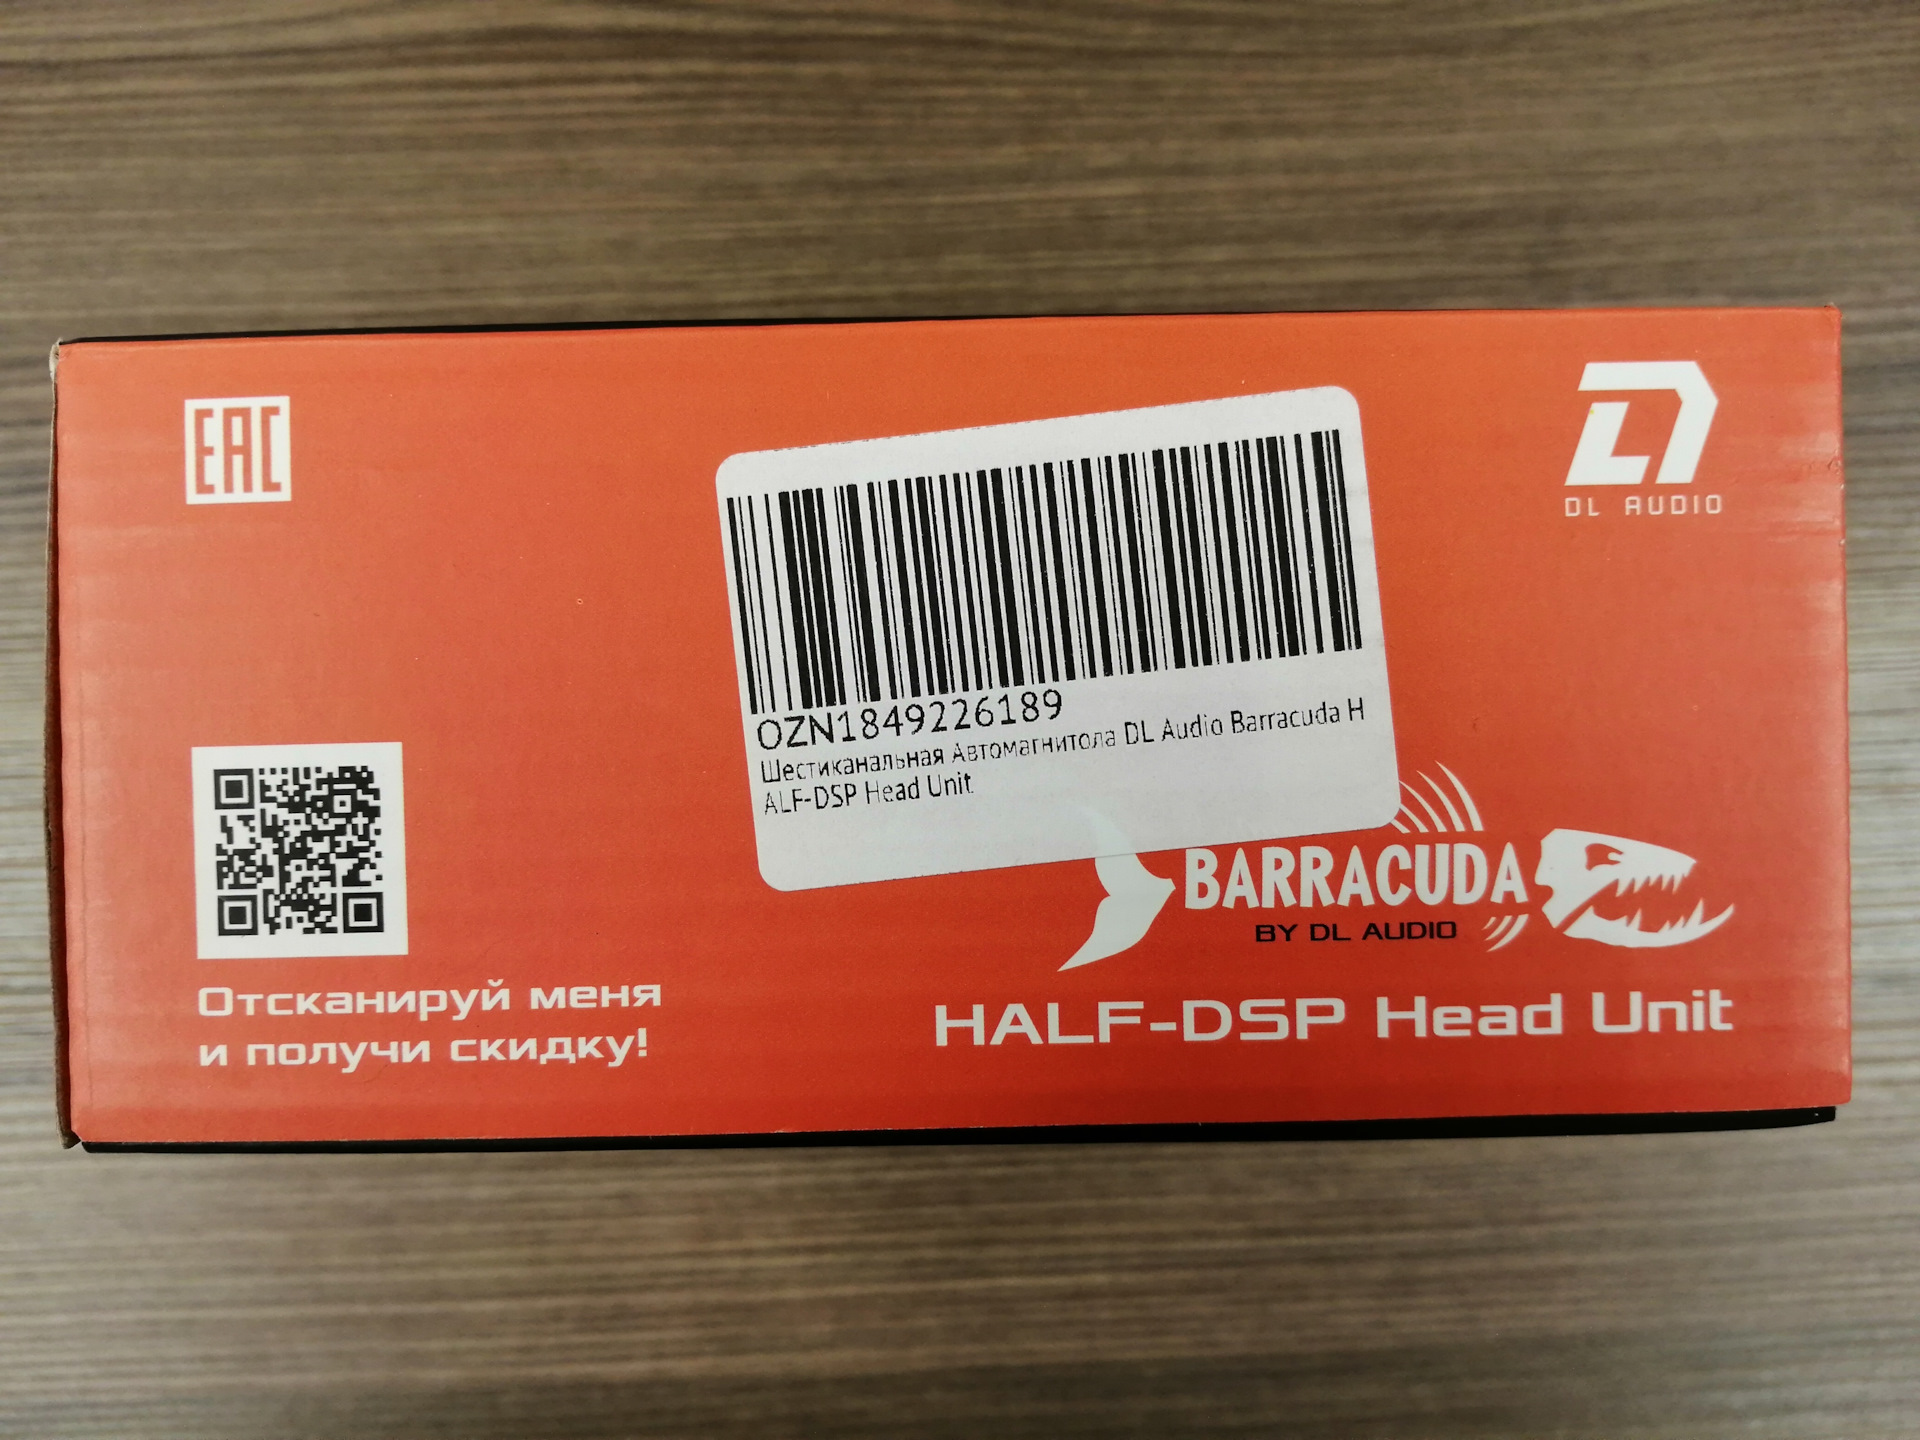 EAC
DL AUDIO
OZN1849226189
Шестиканальная Автомагнитола DL Audio Barracuda H
ALF-DSP Head Unit
BARRACUDA
BY DL AUDIO
HALF-DSP Head Unit
Отсканируй меня
и получи скидку!